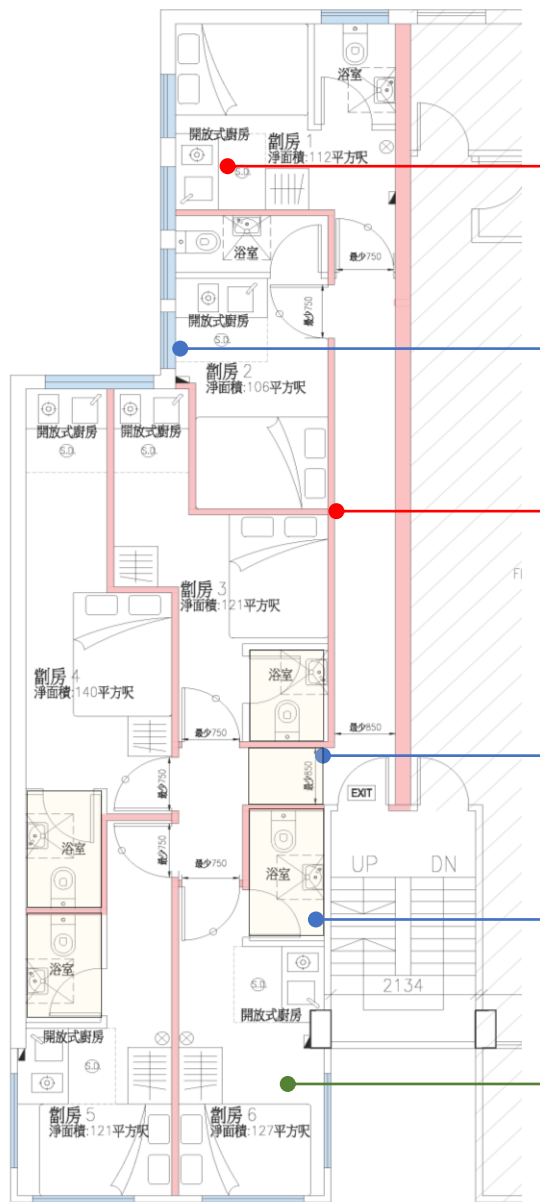 浴室
開放式廚房
劏房 1
淨面積:112平方呎
S.D.
浴室
最少750
最少750
開放式廚房
S.D.
劏房 2
淨面積:106平方呎
開放式廚房
開放式廚房
S.D.
S.D.
劏房 3
淨面積:121平方呎
劏房 4
淨面積:140平方呎
浴室
最少750
最少850
最少850
最少750
EXIT
浴室
最少750
浴室
UP
DN
最少750
浴室
2134
S.D.
開放式廚房
開放式廚房
S.D.
劏房 5
淨面積:121平方呎
劏房 6
淨面積:127平方呎